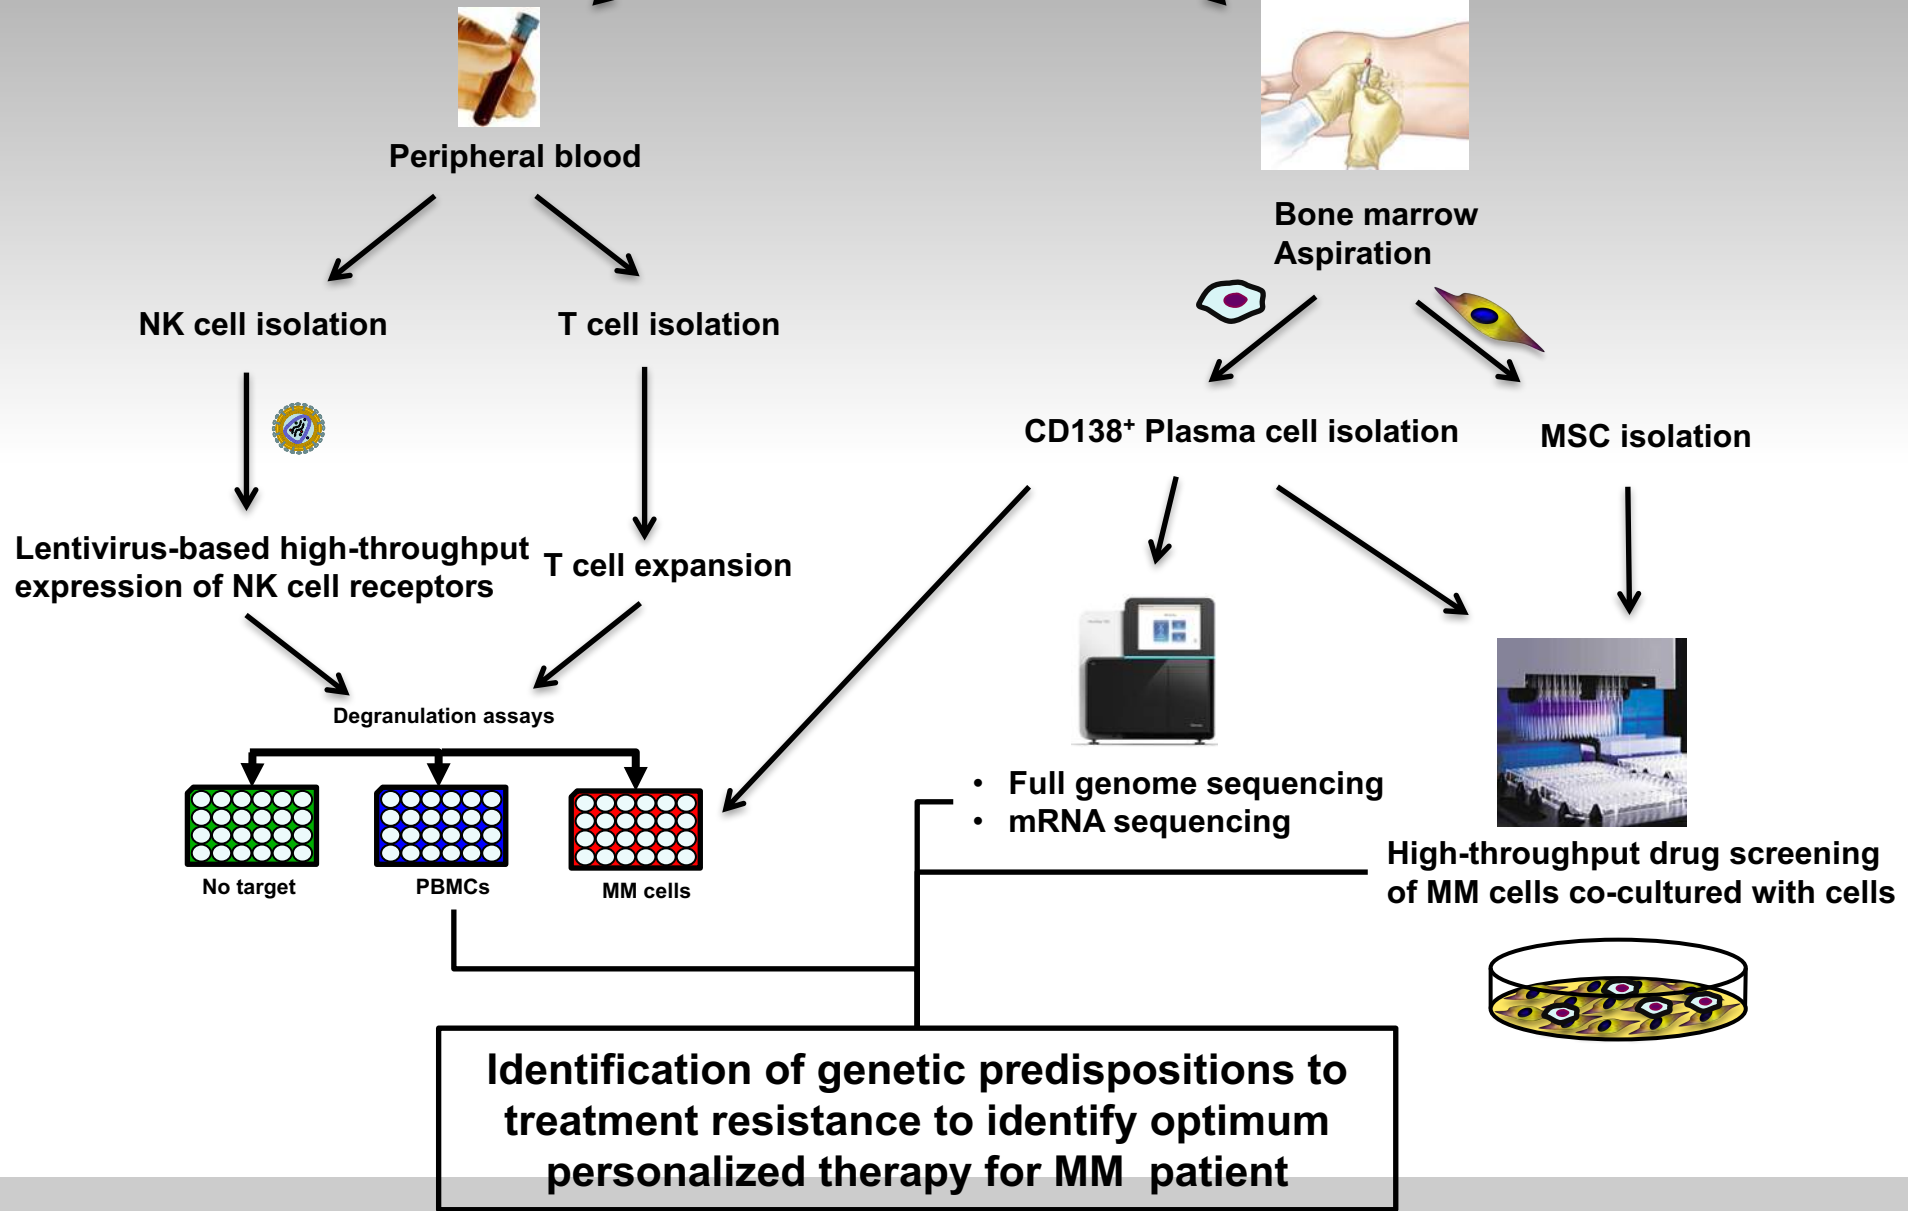 Peripheral blood
Bone marrow
Aspiration
NK cell isolation
T cell isolation
CD138⁺ Plasma cell isolation
MSC isolation
Lentivirus-based high-throughput
expression of NK cell receptors
T cell expansion
Degranulation assays
No target
PBMCs
MM cells
• Full genome sequencing
• mRNA sequencing
High-throughput drug screening
of MM cells co-cultured with cells
Identification of genetic predispositions to
treatment resistance to identify optimum
personalized therapy for MM patient